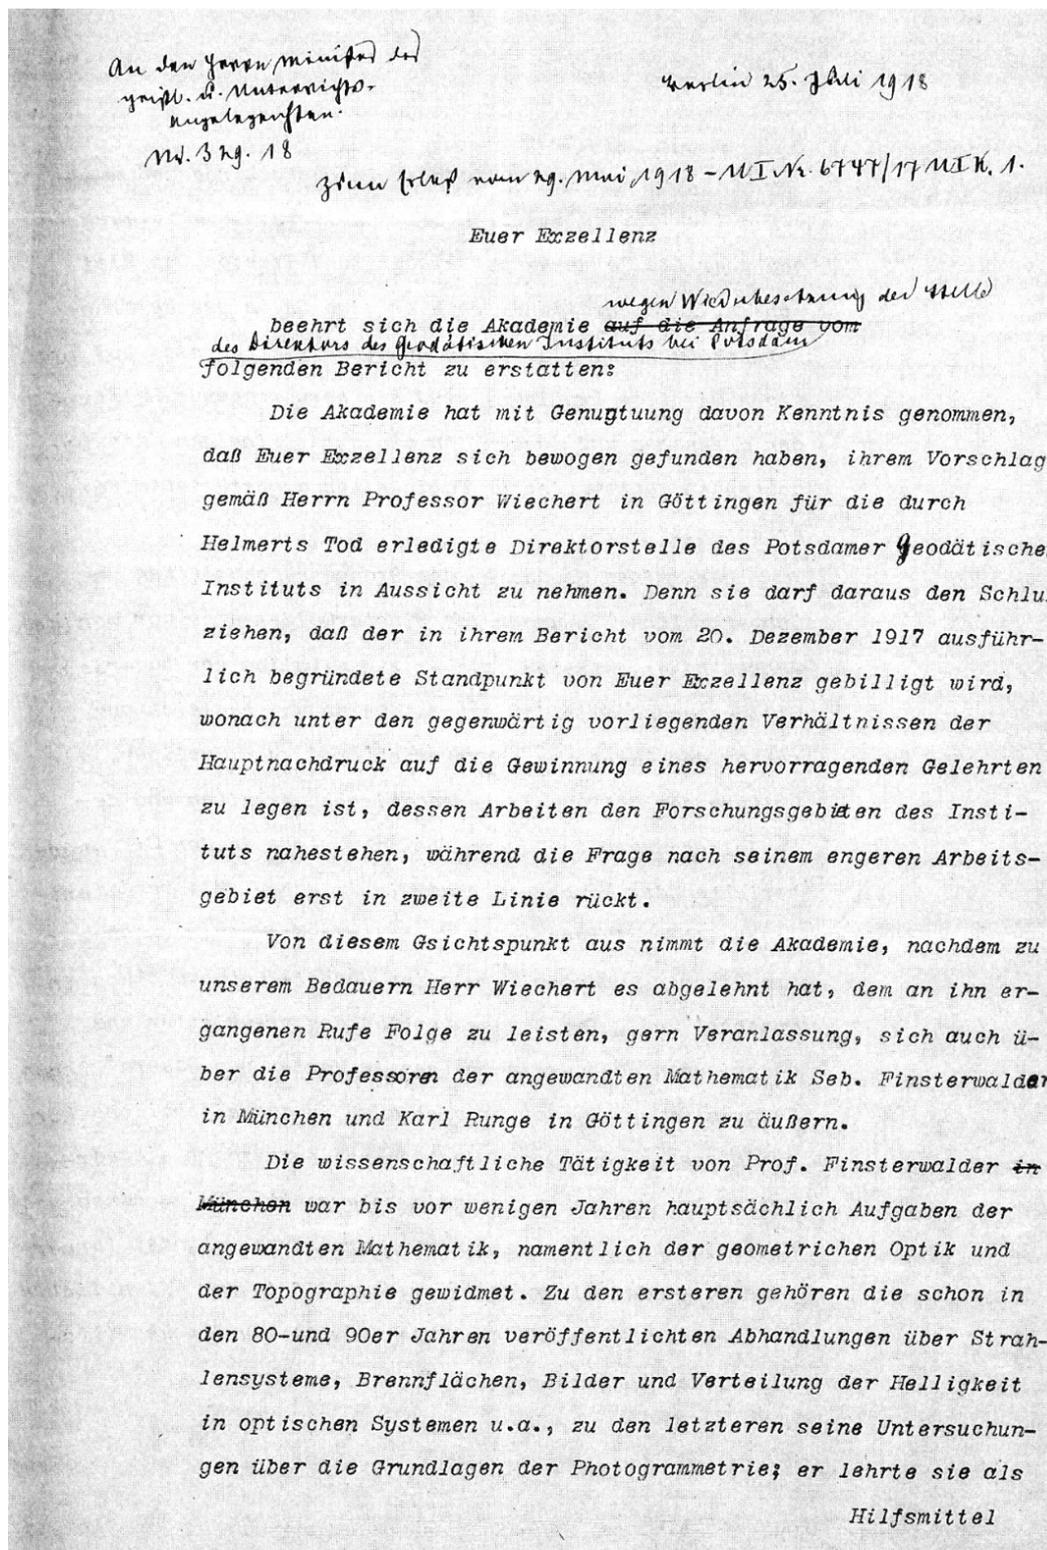 An den Herrn Minister des
geistl. u. Unterrichts-
angelegenheiten.
Berlin 25. Juli 1918
Nr. 329. 18
Zum Erlaß vom 29. Mai 1918 – U I Nr. 6747/17 U I K. 1.
Euer Exzellenz
wegen Wiederbesetzung der Stelle
beehrt sich die Akademie auf die Anfrage vom
des Direktors des Geodätischen Instituts bei Potsdam
folgenden Bericht zu erstatten:
Die Akademie hat mit Genugtuung davon Kenntnis genommen,
daß Euer Exzellenz sich bewogen gefunden haben, ihrem Vorschlag
gemäß Herrn Professor Wiechert in Göttingen für die durch
Helmerts Tod erledigte Direktorstelle des Potsdamer Geodätische
Instituts in Aussicht zu nehmen. Denn sie darf daraus den Schlu
ziehen, daß der in ihrem Bericht vom 20. Dezember 1917 ausführ-
lich begründete Standpunkt von Euer Exzellenz gebilligt wird,
wonach unter den gegenwärtig vorliegenden Verhältnissen der
Hauptnachdruck auf die Gewinnung eines hervorragenden Gelehrten
zu legen ist, dessen Arbeiten den Forschungsgebieten des Insti-
tuts nahestehen, während die Frage nach seinem engeren Arbeits-
gebiet erst in zweite Linie rückt.
Von diesem Gsichtspunkt aus nimmt die Akademie, nachdem zu
unserem Bedauern Herr Wiechert es abgelehnt hat, dem an ihn er-
gangenen Rufe Folge zu leisten, gern Veranlassung, sich auch ü-
ber die Professoren der angewandten Mathematik Seb. Finsterwalder
in München und Karl Runge in Göttingen zu äußern.
Die wissenschaftliche Tätigkeit von Prof. Finsterwalder in
München war bis vor wenigen Jahren hauptsächlich Aufgaben der
angewandten Mathematik, namentlich der geometrichen Optik und
der Topographie gewidmet. Zu den ersteren gehören die schon in
den 80-und 90er Jahren veröffentlichten Abhandlungen über Strah-
lensysteme, Brennflächen, Bilder und Verteilung der Helligkeit
in optischen Systemen u.a., zu den letzteren seine Untersuchun-
gen über die Grundlagen der Photogrammetrie; er lehrte sie als
Hilfsmittel